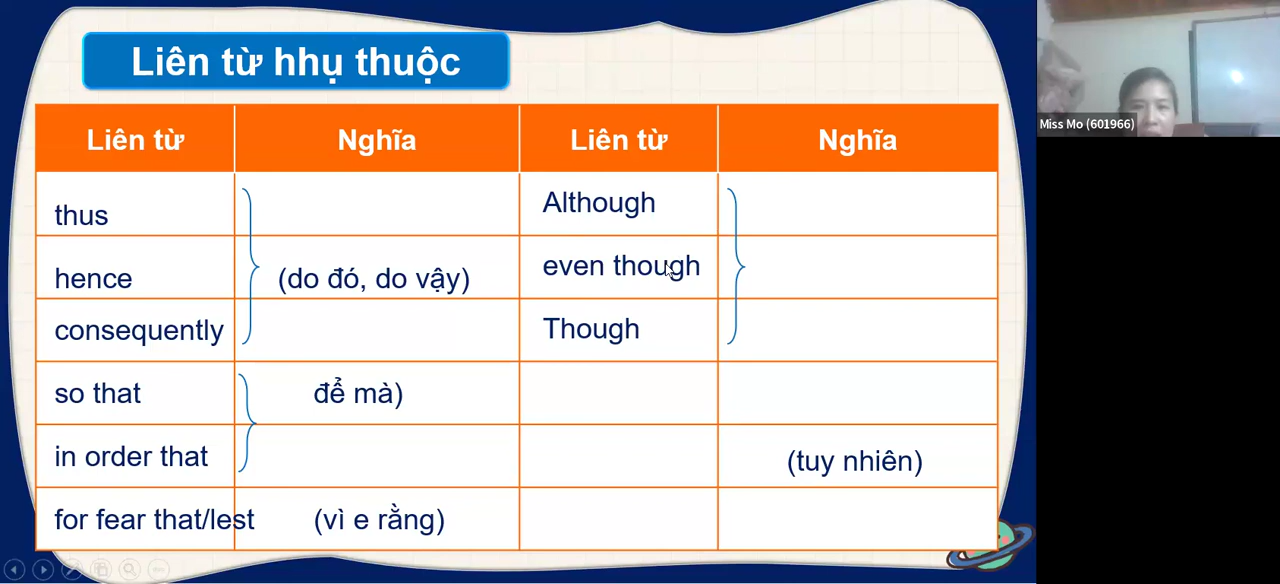 Liên từ hhụ thuộc
Miss Mo (601966)
Liên từ Nghĩa Liên từ Nghĩa
thus Although
hence (do đó, do vậy) even though
consequently Though
so that để mà)
in order that (tuy nhiên)
for fear that/lest (vì e rằng)